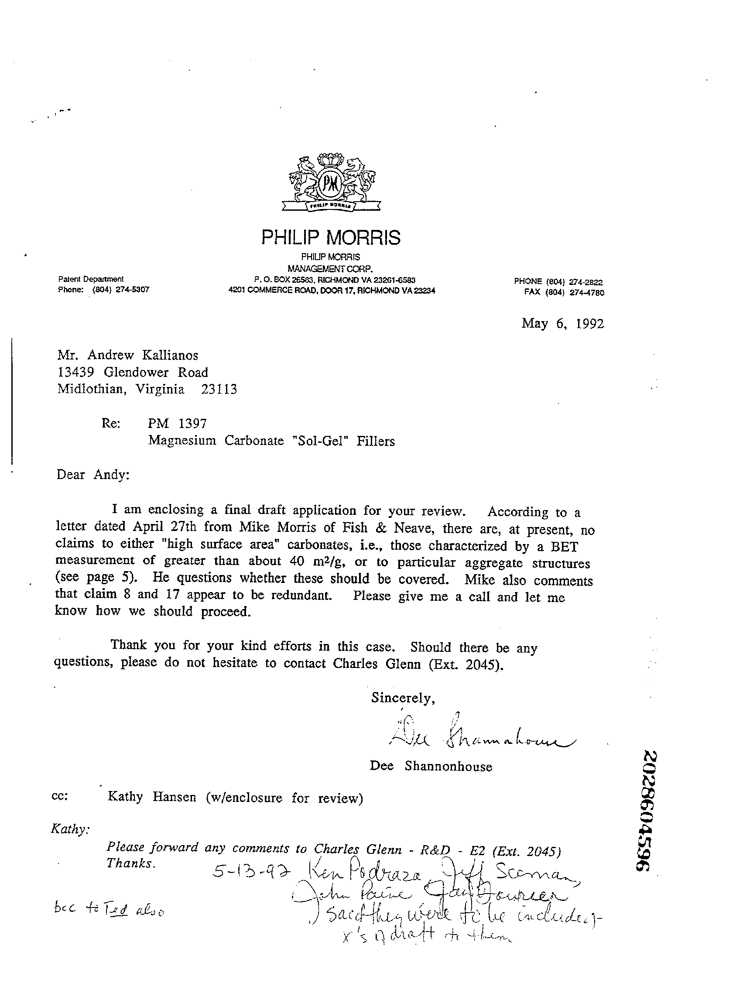 PM
PHILIP MORRIS
PHILIP MORRIS
PHILIP MORRIS
MANAGEMENT CORP.
P. O. BOX 26583, RICHMOND VA 23261-6583
4201 COMMERCE ROAD, DOOR 17, RICHMOND VA 23234
Patent Department
Phone: (804) 274-5307
PHONE (804) 274-2822
FAX (804) 274-4780
May 6, 1992
Mr. Andrew Kallianos
13439 Glendower Road
Midlothian, Virginia 23113
Re: PM 1397
Magnesium Carbonate "Sol-Gel" Fillers
Dear Andy:
I am enclosing a final draft application for your review. According to a
letter dated April 27th from Mike Morris of Fish & Neave, there are, at present, no
claims to either "high surface area" carbonates, i.e., those characterized by a BET
measurement of greater than about 40 m²/g, or to particular aggregate structures
(see page 5). He questions whether these should be covered. Mike also comments
that claim 8 and 17 appear to be redundant. Please give me a call and let me
know how we should proceed.
Thank you for your kind efforts in this case. Should there be any
questions, please do not hesitate to contact Charles Glenn (Ext. 2045).
Sincerely,
Dee Shannahouse
Dee Shannonhouse
cc: Kathy Hansen (w/enclosure for review)
Kathy:
Please forward any comments to Charles Glenn - R&D - E2 (Ext. 2045)
Thanks.
5-13-92 Ken Podraza, Jeff Seeman,
John Paine, Jay Fournier
said they were to be included-
x's of draft to them
bcc to Ted also
2028604596